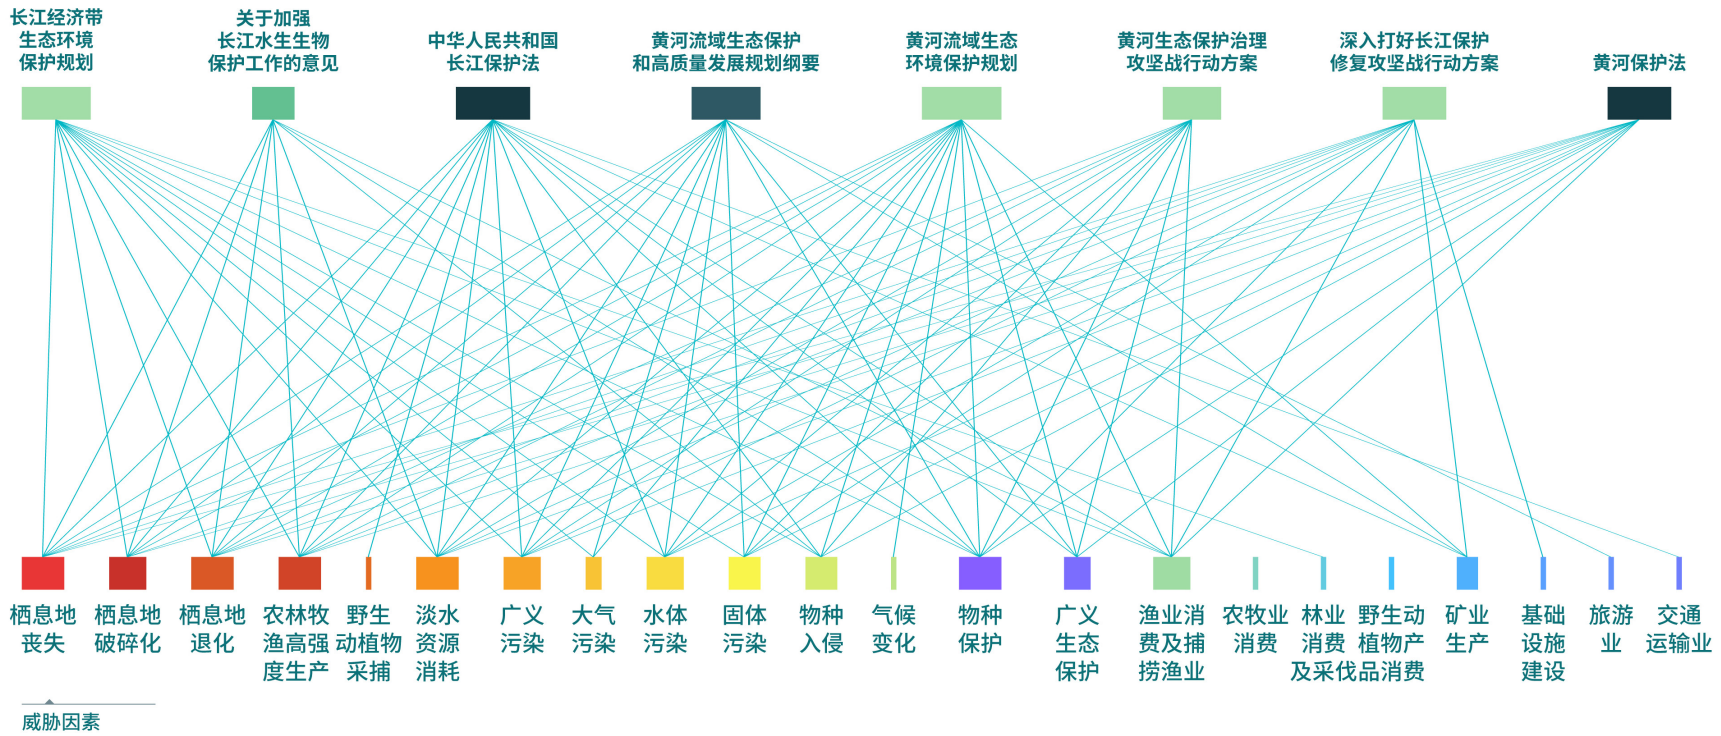 长江经济带
生态环境
保护规划
关于加强
长江水生生物
保护工作的意见
中华人民共和国
长江保护法
黄河流域生态保护
和高质量发展规划纲要
黄河流域生态
环境保护规划
黄河生态保护治理
攻坚战行动方案
深入打好长江保护
修复攻坚战行动方案
黄河保护法
栖息地
丧失
栖息地
破碎化
栖息地
退化
农林牧
渔高强
度生产
野生
动植物
采捕
淡水
资源
消耗
广义
污染
大气
污染
水体
污染
固体
污染
物种
入侵
气候
变化
物种
保护
广义
生态
保护
渔业消
费及捕
捞渔业
农牧业
消费
林业
消费
及采伐
野生动
植物产
品消费
矿业
生产
基础
设施
建设
旅游
业
交通
运输业
威胁因素